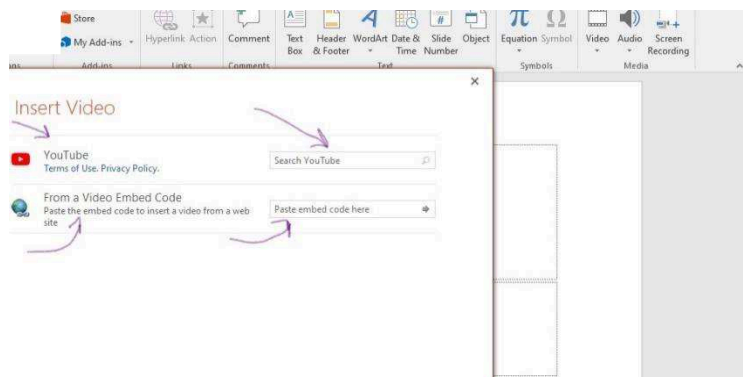 Store
My Add-ins
Hyperlink Action
Comment
Text Box
Header & Footer
WordArt
Date & Time
Slide Number
Object
Equation Symbol
Video
Audio
Screen Recording
Add-ins
Links
Comments
Text
Symbols
Media
Insert Video
YouTube
Terms of Use. Privacy Policy.
Search YouTube
From a Video Embed Code
Paste the embed code to insert a video from a web
site
Paste embed code here